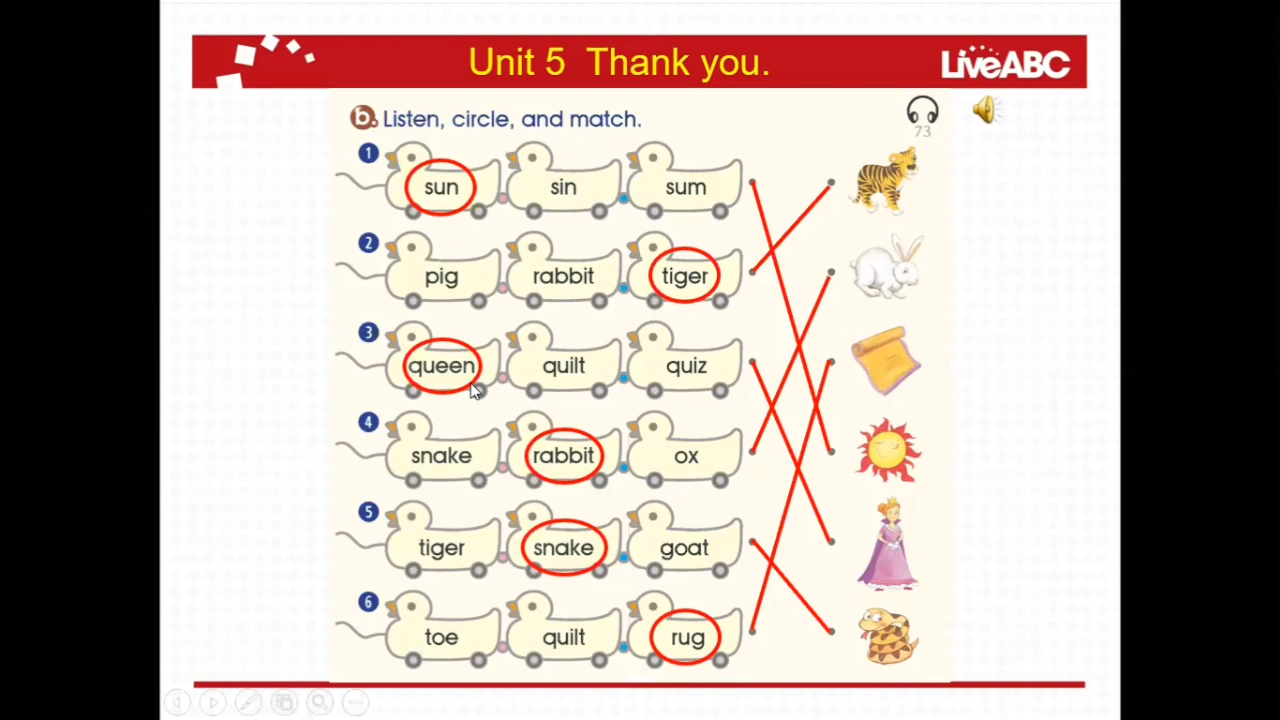 Unit 5 Thank you.
LiveABC
b. Listen, circle, and match.
73
1 sun sin sum
2 pig rabbit tiger
3 queen quilt quiz
4 snake rabbit ox
5 tiger snake goat
6 toe quilt rug